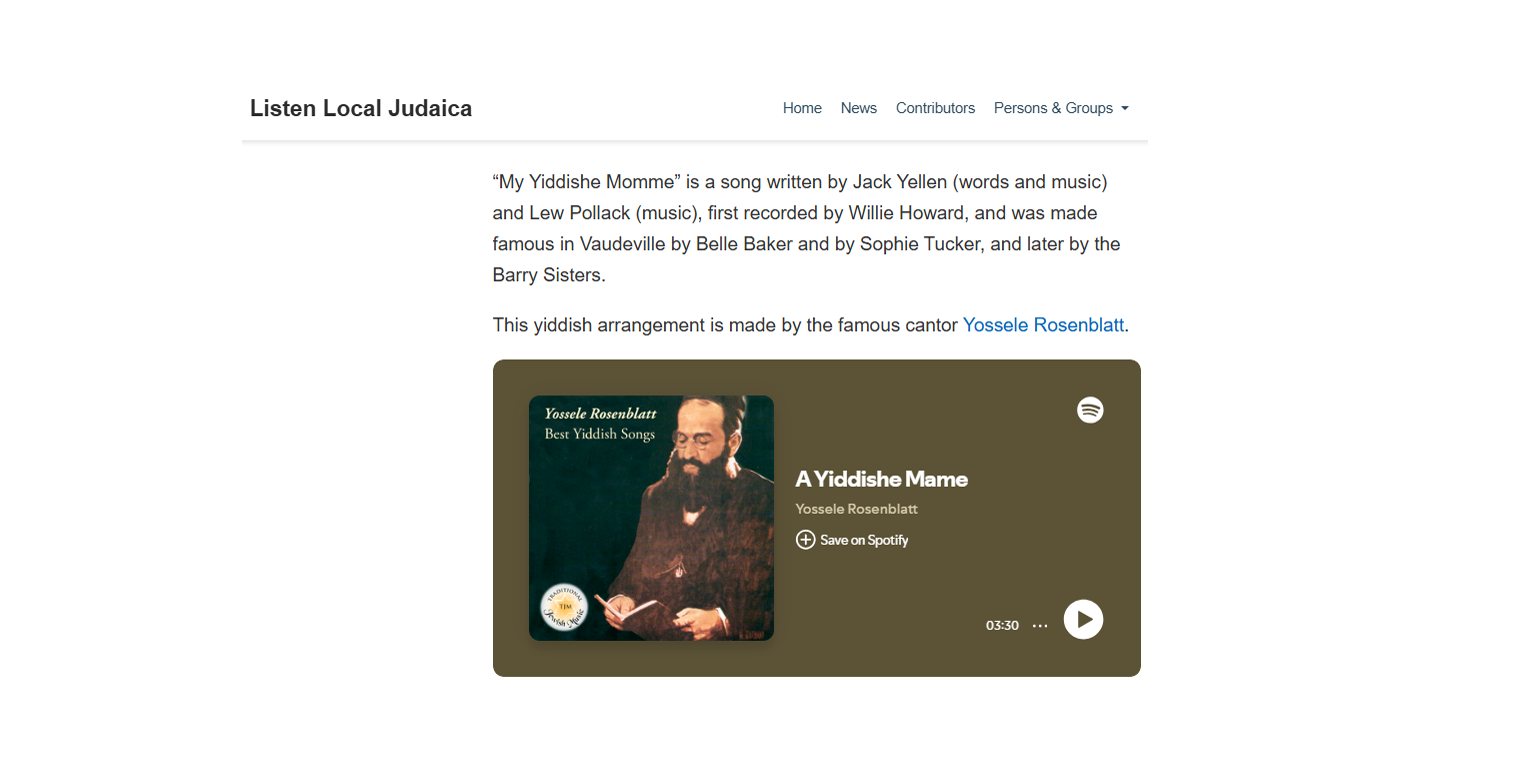 Listen Local Judaica
Home News Contributors Persons & Groups
“My Yiddishe Momme” is a song written by Jack Yellen (words and music)
and Lew Pollack (music), first recorded by Willie Howard, and was made
famous in Vaudeville by Belle Baker and by Sophie Tucker, and later by the
Barry Sisters.
This yiddish arrangement is made by the famous cantor Yossele Rosenblatt.
Yossele Rosenblatt
Best Yiddish Songs
TRADITIONAL
TJM
Jewish Music
A Yiddishe Mame
Yossele Rosenblatt
Save on Spotify
03:30